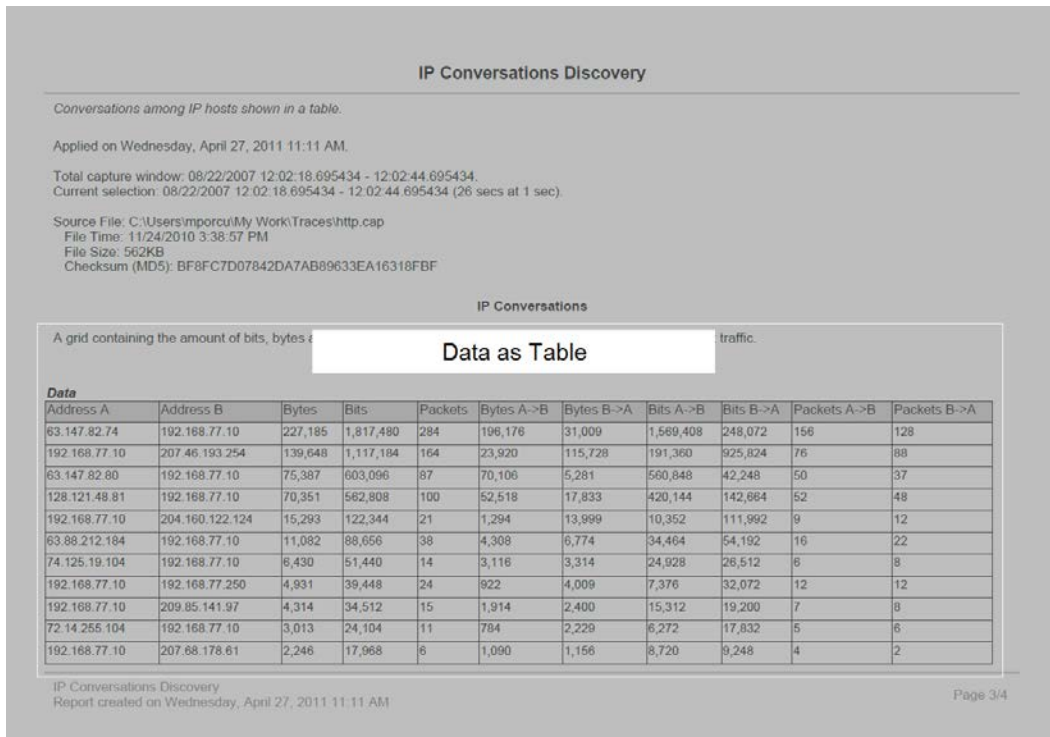 IP Conversations Discovery
Conversations among IP hosts shown in a table.
Applied on Wednesday, April 27, 2011 11:11 AM.
Total capture window: 08/22/2007 12:02:18.695434 - 12:02:44.695434.
Current selection: 08/22/2007 12:02:18.695434 - 12:02:44.695434 (26 secs at 1 sec).
Source File: C:\Users\mporcu\My Work\Traces\http.cap
File Time: 11/24/2010 3:38:57 PM
File Size: 562KB
Checksum (MD5): BF8FC7D07842DA7AB89633EA16318FBF
IP Conversations
A grid containing the amount of bits, bytes traffic.
Data as Table
Data
Address A Address B Bytes Bits Packets Bytes A->B Bytes B->A Bits A->B Bits B->A Packets A->B Packets B->A
63.147.82.74 192.168.77.10 227,185 1,817,480 284 196,176 31,009 1,569,408 248,072 156 128
192.168.77.10 207.46.193.254 139,648 1,117,184 164 23,920 115,728 191,360 925,824 76 88
63.147.82.80 192.168.77.10 75,387 603,096 87 70,106 5,281 560,848 42,248 50 37
128.121.48.81 192.168.77.10 70,351 562,808 100 52,518 17,833 420,144 142,664 52 48
192.168.77.10 204.160.122.124 15,293 122,344 21 1,294 13,999 10,352 111,992 9 12
63.88.212.184 192.168.77.10 11,082 88,656 38 4,308 6,774 34,464 54,192 16 22
74.125.19.104 192.168.77.10 6,430 51,440 14 3,116 3,314 24,928 26,512 6 8
192.168.77.10 192.168.77.250 4,931 39,448 24 922 4,009 7,376 32,072 12 12
192.168.77.10 209.85.141.97 4,314 34,512 15 1,914 2,400 15,312 19,200 7 8
72.14.255.104 192.168.77.10 3,013 24,104 11 784 2,229 6,272 17,832 5 6
192.168.77.10 207.68.178.61 2,246 17,968 6 1,090 1,156 8,720 9,248 4 2
IP Conversations Discovery
Report created on Wednesday, April 27, 2011 11:11 AM
Page 3/4